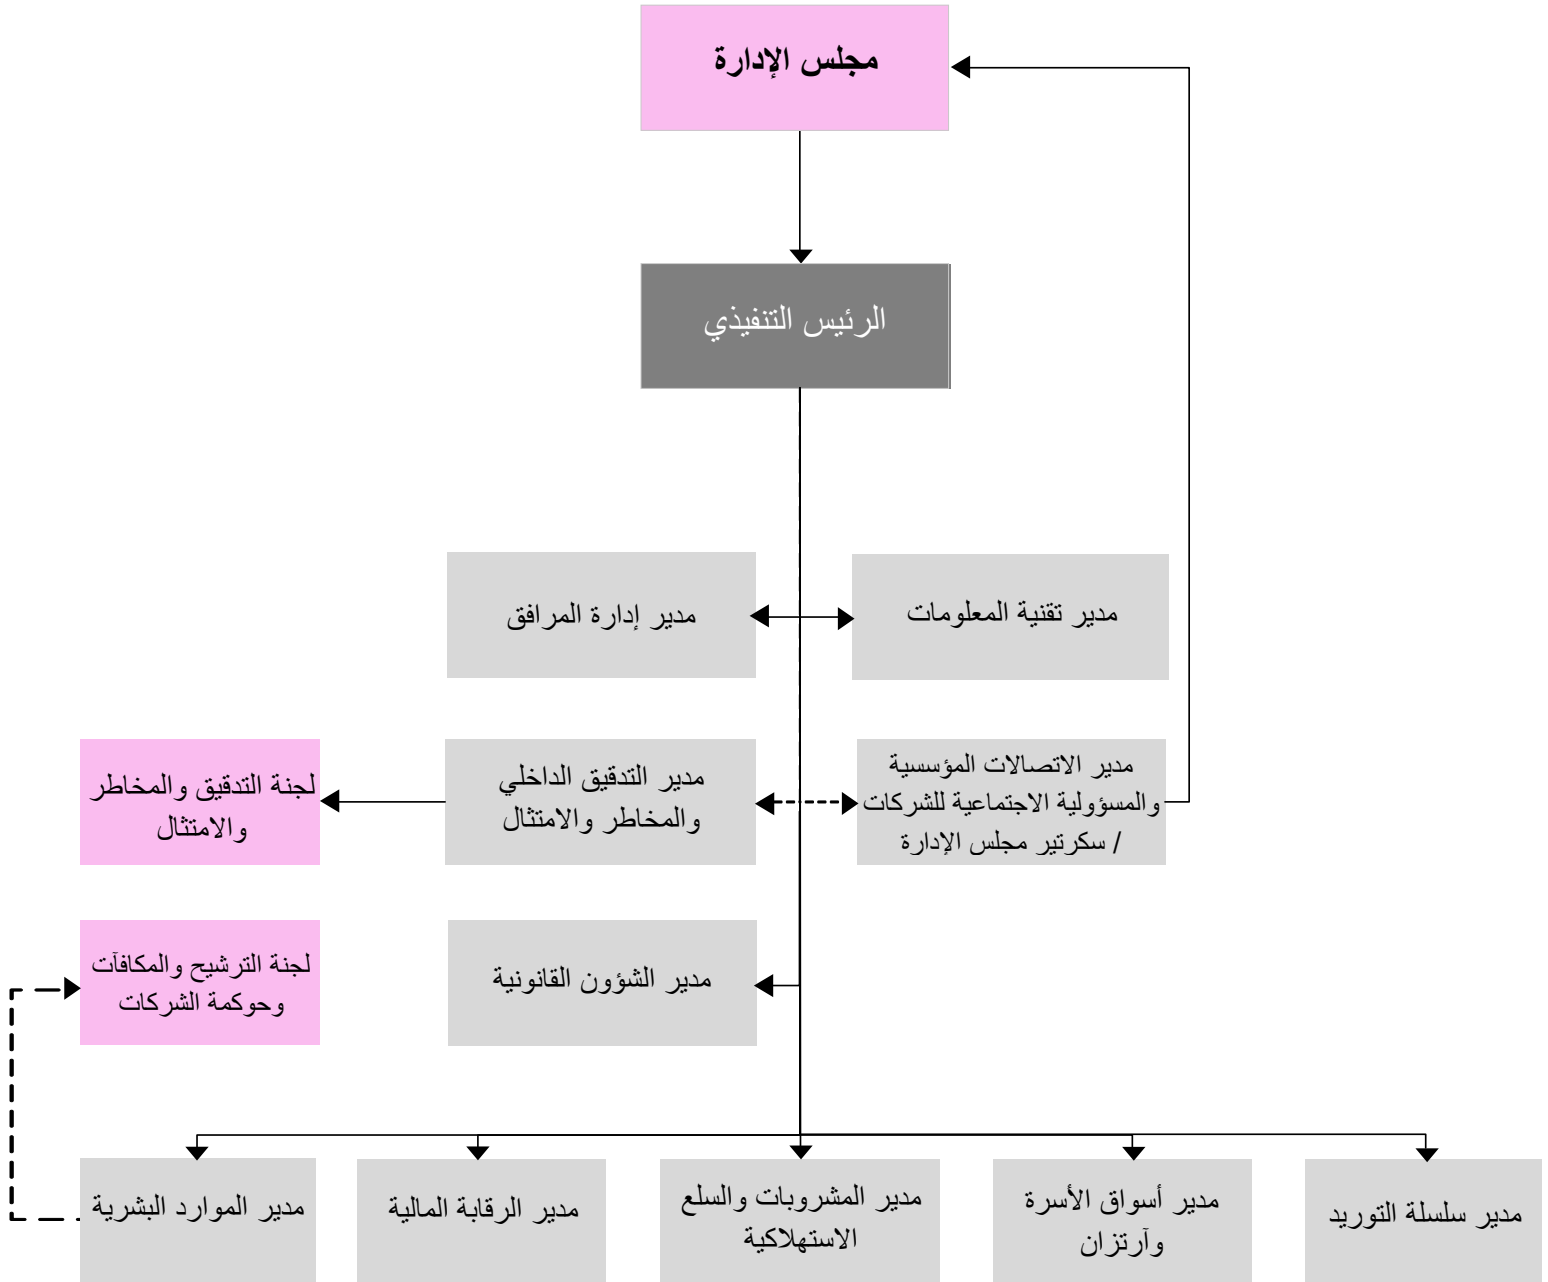 مجلس الإدارة
الرئيس التنفيذي
مدير تقنية المعلومات
مدير إدارة المرافق
مدير الاتصالات المؤسسية
والمسؤولية الاجتماعية للشركات
/ سكرتير مجلس الإدارة
مدير التدقيق الداخلي
والمخاطر والامتثال
لجنة التدقيق والمخاطر
والامتثال
مدير الشؤون القانونية
لجنة الترشيح والمكافآت
وحوكمة الشركات
مدير سلسلة التوريد
مدير أسواق الأسرة
وآرتزان
مدير المشروبات والسلع
الاستهلاكية
مدير الرقابة المالية
مدير الموارد البشرية